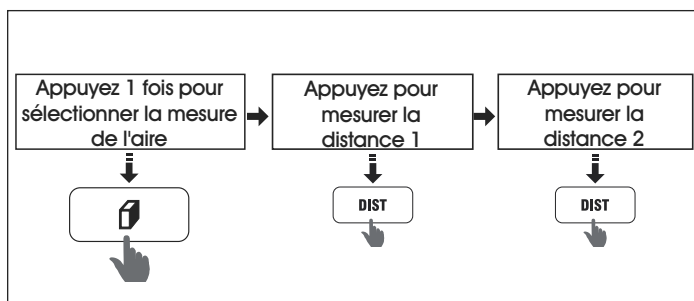 Appuyez 1 fois pour
sélectionner la mesure
de l'aire
Appuyez pour
mesurer la
distance 1
Appuyez pour
mesurer la
distance 2
DIST
DIST